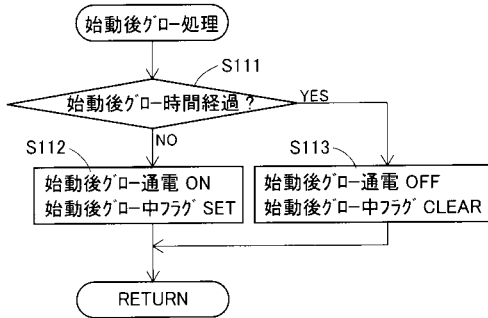 始動後グロー処理
S111
始動後グロー時間経過?
YES
NO
S112
始動後グロー通電 ON
始動後グロー中フラグ SET
S113
始動後グロー通電 OFF
始動後グロー中フラグ CLEAR
RETURN